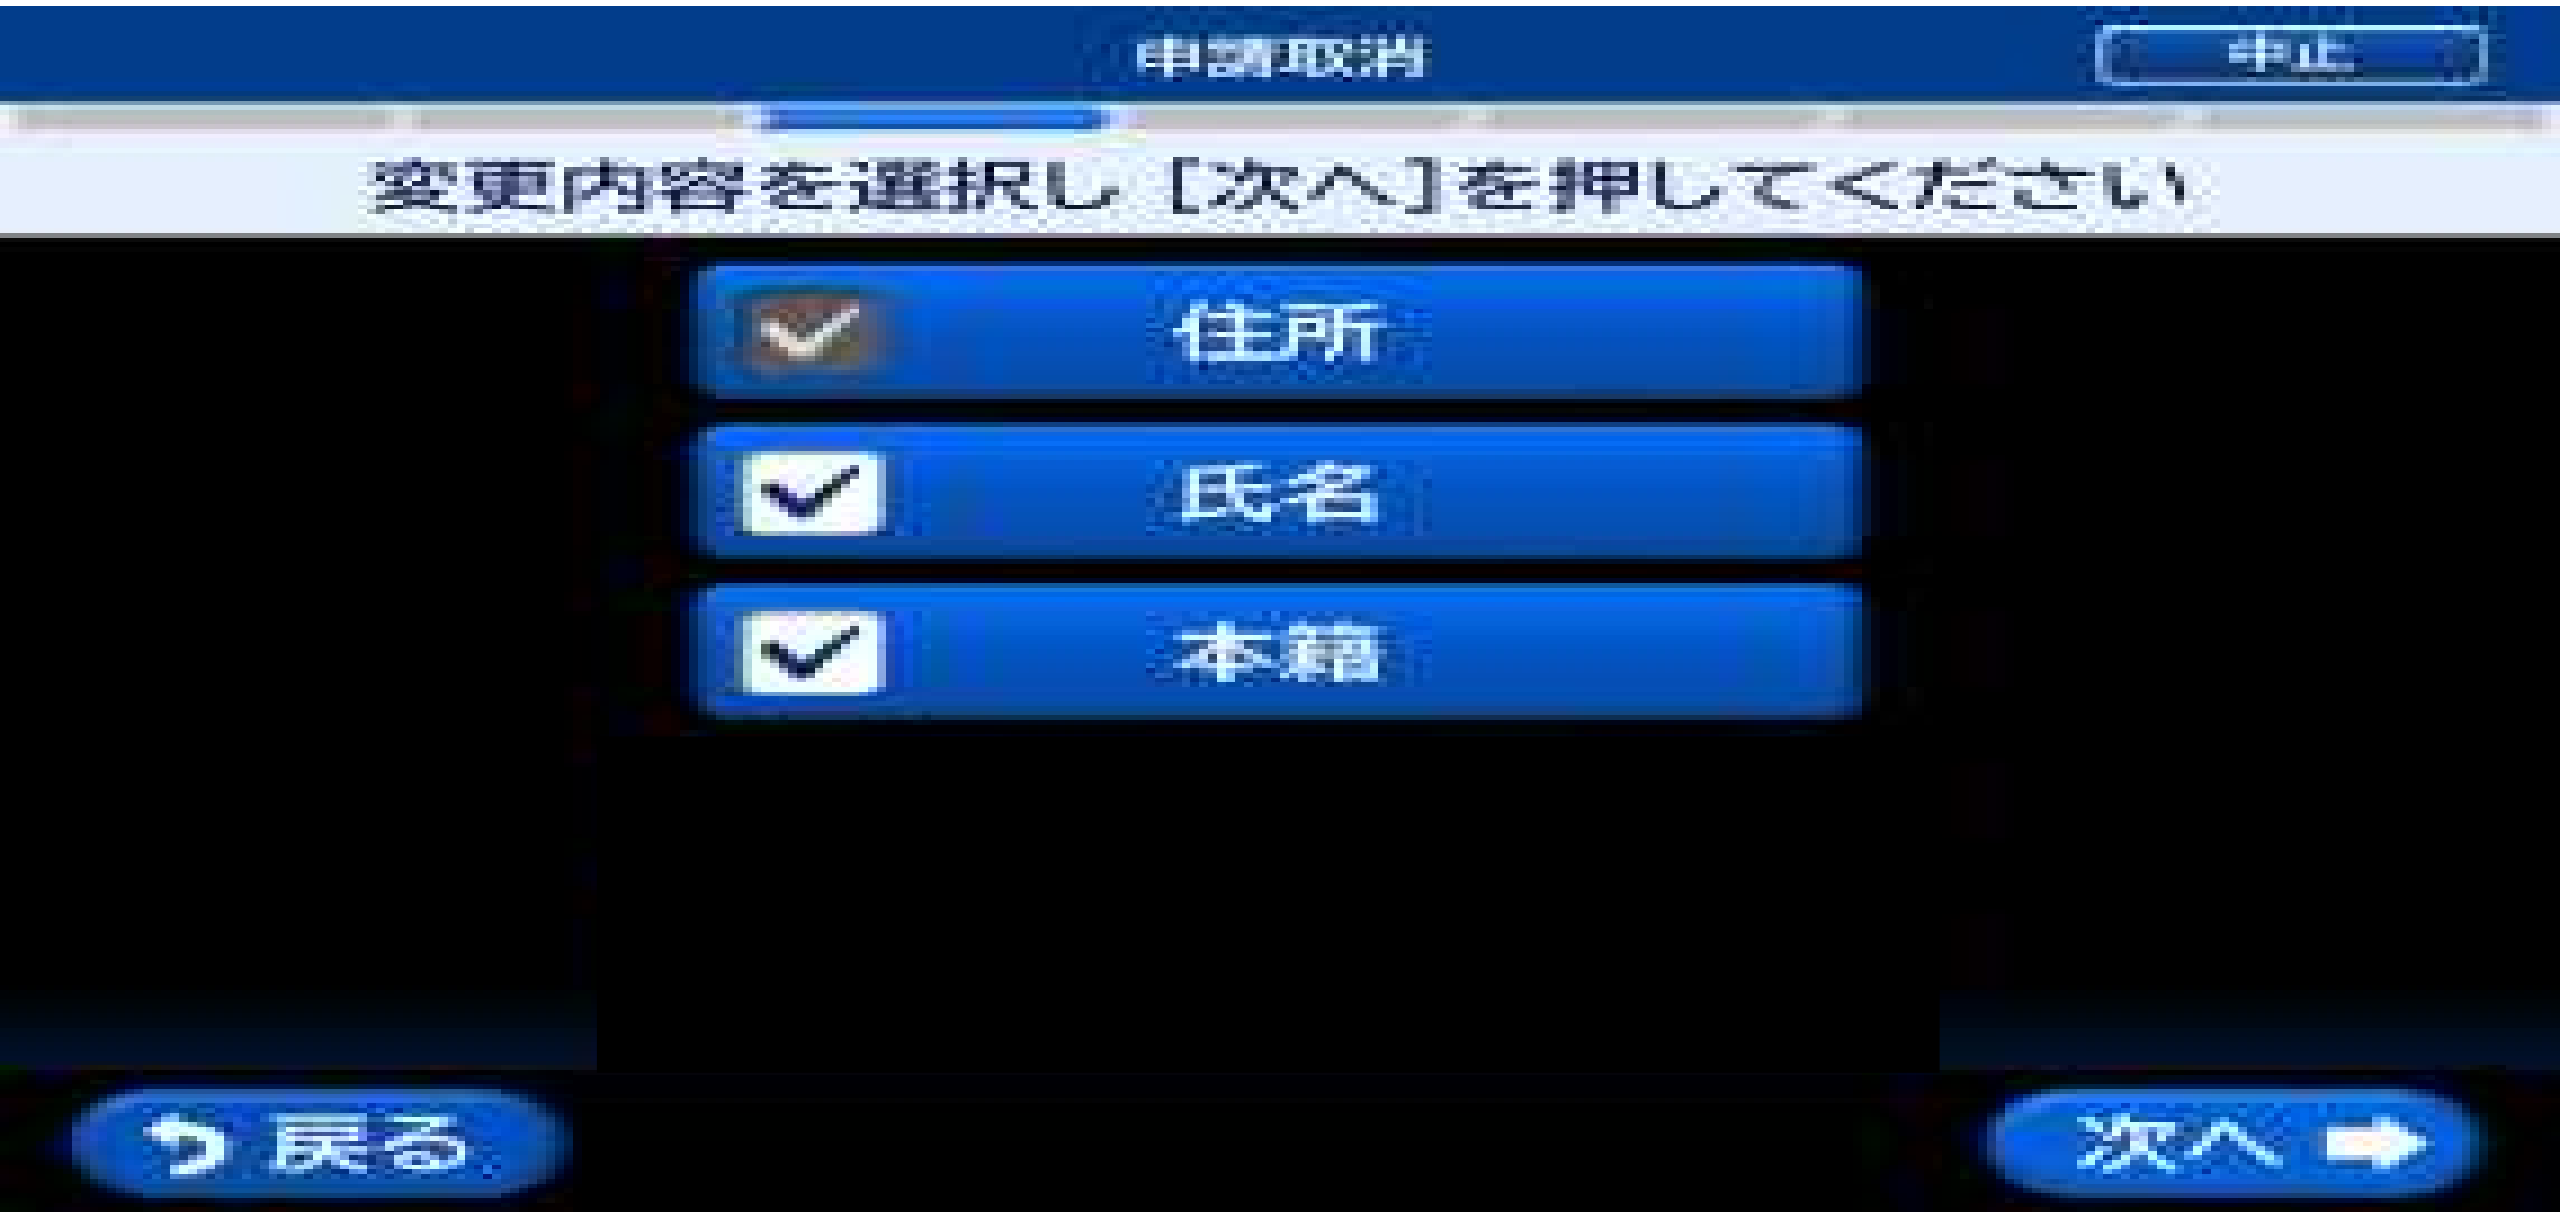 申請取消
中止
変更内容を選択し [次へ]を押してください
住所
氏名
本籍
戻る
次へ